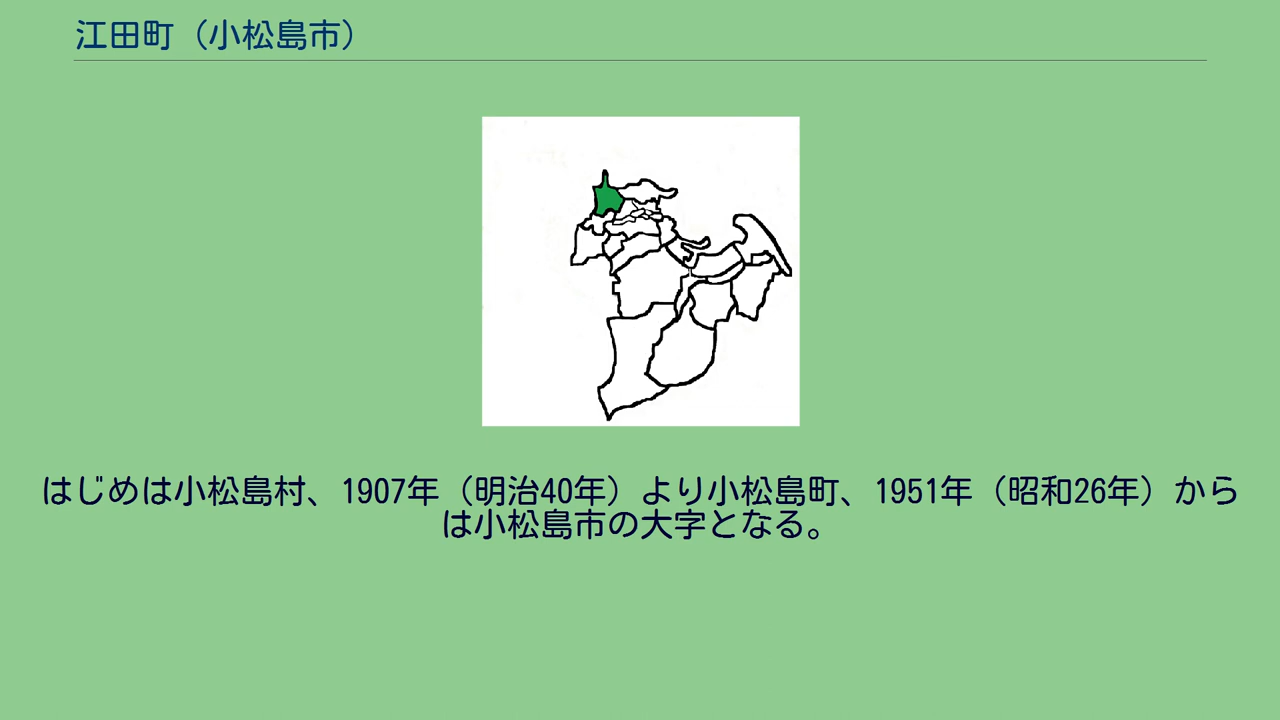 江田町（小松島市）
はじめは小松島村、1907年（明治40年）より小松島町、1951年（昭和26年）から
は小松島市の大字となる。